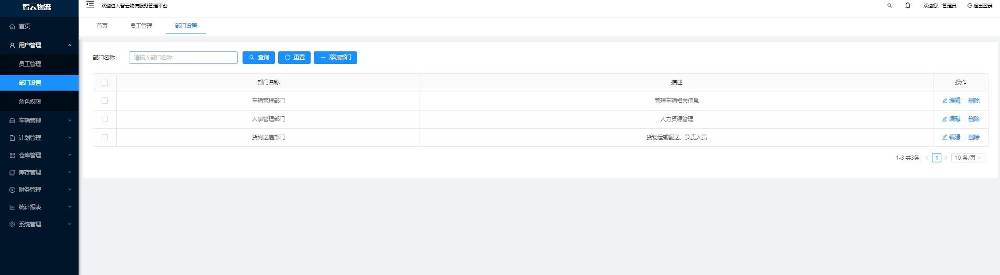 智云物流
欢迎进入智云物流服务管理平台
欢迎您，管理员
退出登录
首页
用户管理
员工管理
部门设置
角色权限
车辆管理
计划管理
仓库管理
库存管理
财务管理
统计报表
系统管理
首页 员工管理 部门设置
部门名称： 请输入部门名称 查询 重置 添加部门
部门名称 描述 操作
车辆管理部门 管理车辆相关信息 编辑 删除
人事管理部门 人力资源管理 编辑 删除
货物送递部门 货物运输配送、负责人员 编辑 删除
1-3 共3条 < 1 > 10 条/页